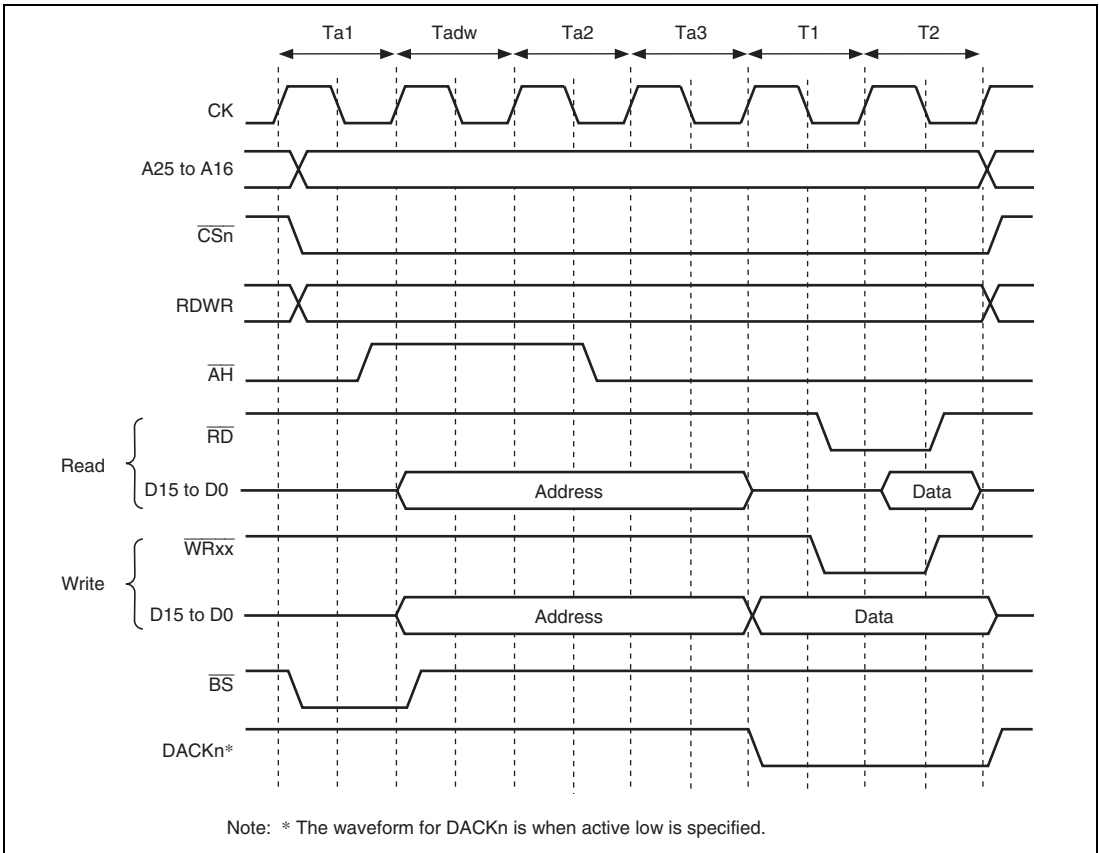 Ta1 Tadw Ta2 Ta3 T1 T2
CK
A25 to A16
CSn
RDWR
AH
RD
Read
D15 to D0 Address Data
WRxx
Write
D15 to D0 Address Data
BS
DACKn*
Note: * The waveform for DACKn is when active low is specified.